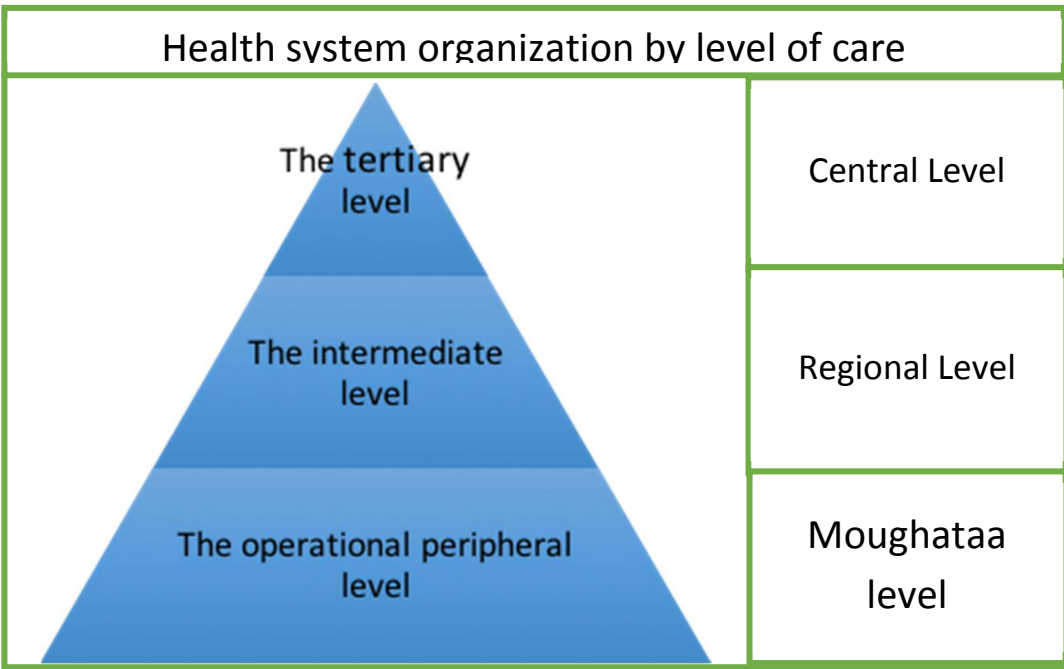 Health system organization by level of care
The tertiary
level
Central Level
The intermediate
level
Regional Level
The operational peripheral
level
Moughataa
level